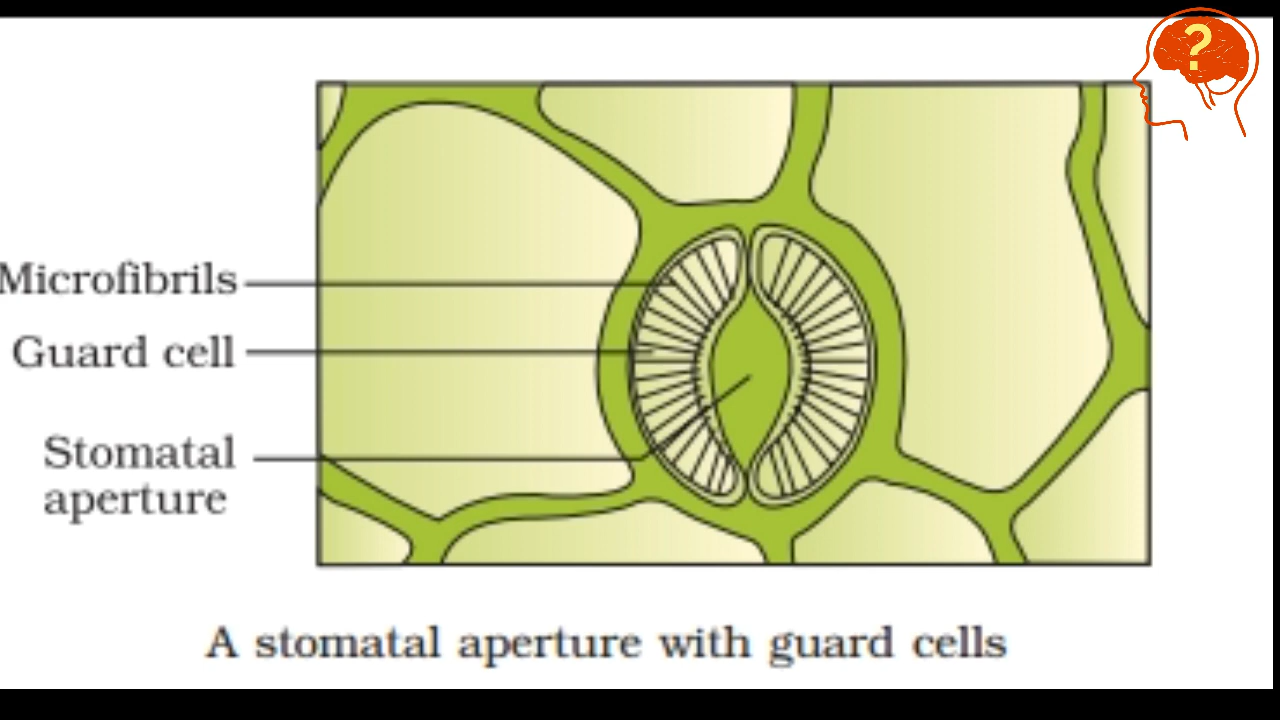 ?
Microfibrils
Guard cell
Stomatal
aperture
A stomatal aperture with guard cells